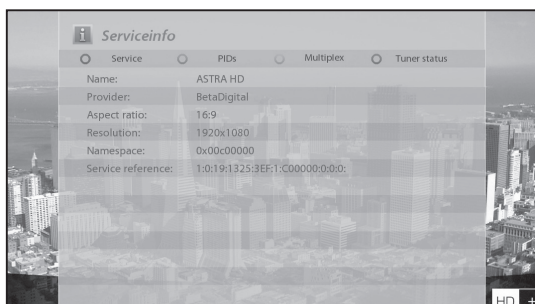 Serviceinfo
Service PIDs Multiplex Tuner status
Name: ASTRA HD
Provider: BetaDigital
Aspect ratio: 16:9
Resolution: 1920x1080
Namespace: 0x00c00000
Service reference: 1:0:19:1325:3EF:1:C00000:0:0:0:
HD +